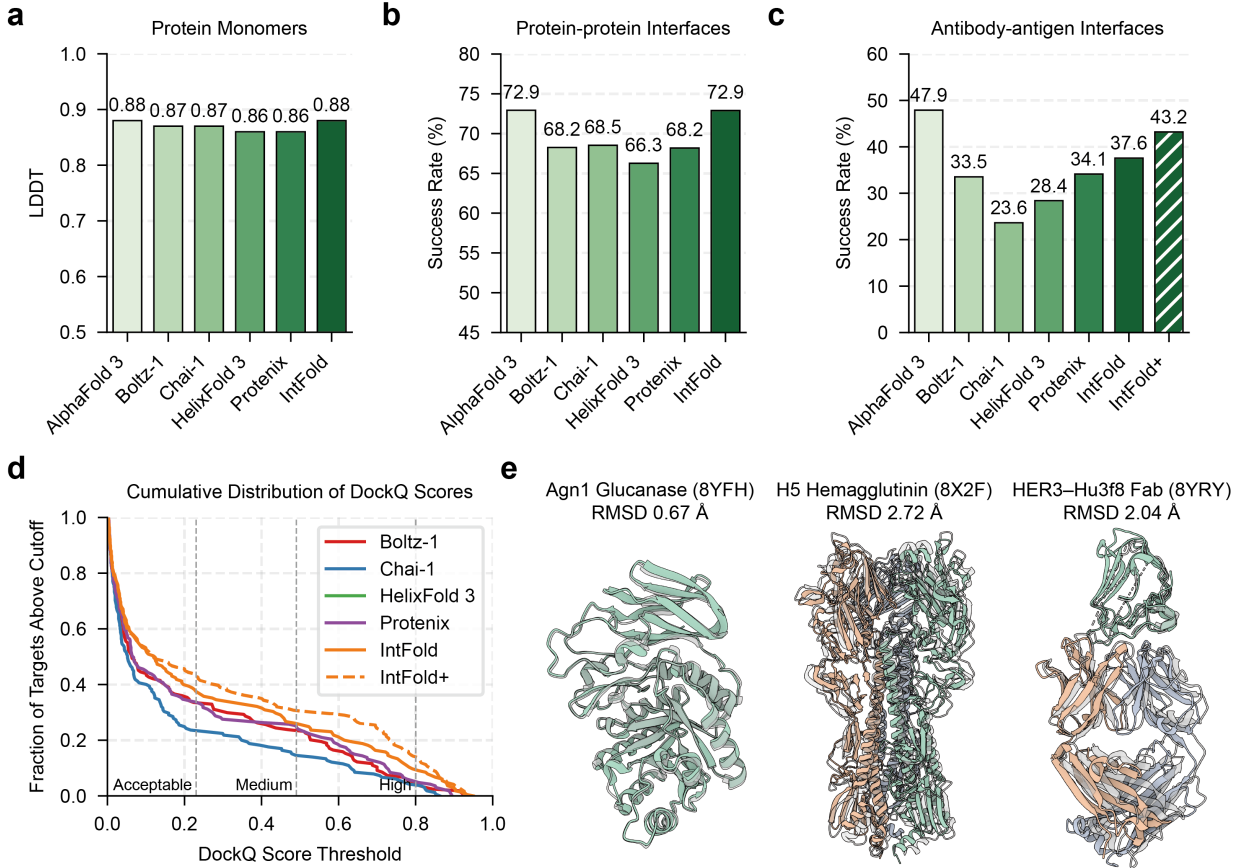 a
Protein Monomers
1.0
0.9
0.8
0.7
0.6
0.5
LDDT
0.88
0.87
0.87
0.86
0.86
0.88
AlphaFold 3
Boltz-1
Chai-1
HelixFold 3
Protenix
IntFold
b
Protein-protein Interfaces
80
75
70
65
60
55
50
45
Success Rate (%)
72.9
68.2
68.5
66.3
68.2
72.9
AlphaFold 3
Boltz-1
Chai-1
HelixFold 3
Protenix
IntFold
c
Antibody-antigen Interfaces
60
50
40
30
20
10
0
Success Rate (%)
47.9
33.5
23.6
28.4
34.1
37.6
43.2
AlphaFold 3
Boltz-1
Chai-1
HelixFold 3
Protenix
IntFold
IntFold+
d
Cumulative Distribution of DockQ Scores
1.0
0.8
0.6
0.4
0.2
0.0
Fraction of Targets Above Cutoff
Boltz-1
Chai-1
HelixFold 3
Protenix
IntFold
IntFold+
Acceptable
Medium
High
0.0
0.2
0.4
0.6
0.8
1.0
DockQ Score Threshold
e
Agn1 Glucanase (8YFH)
RMSD 0.67 Å
H5 Hemagglutinin (8X2F)
RMSD 2.72 Å
HER3–Hu3f8 Fab (8YRY)
RMSD 2.04 Å